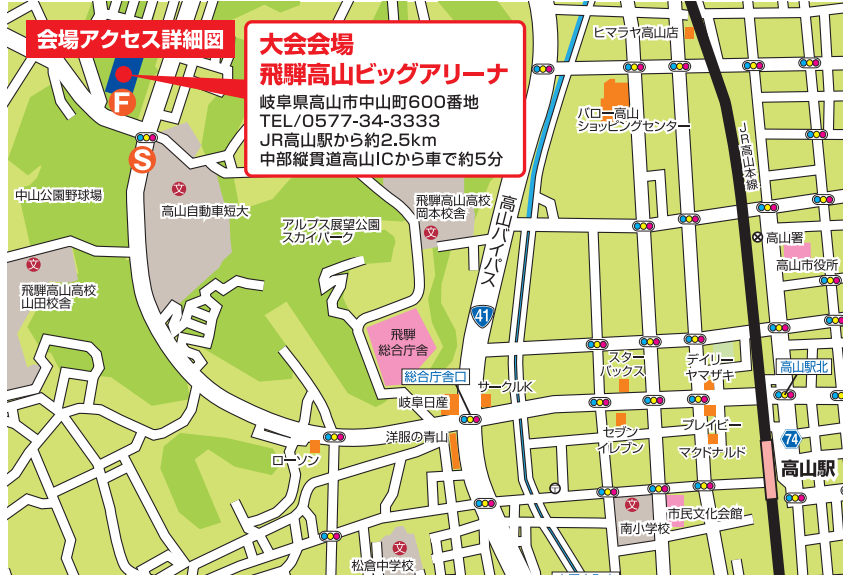 会場アクセス詳細図
大会会場
飛騨高山ビッグアリーナ
岐阜県高山市中山町600番地
TEL/0577-34-3333
JR高山駅から約2.5km
中部縦貫道高山ICから車で約5分
F
S
ヒマラヤ高山店
バロー高山
ショッピングセンター
JR高山本線
中山公園野球場
文
高山自動車短大
アルプス展望公園
スカイパーク
飛騨高山高校
岡本校舎
文
高山バイパス
高山署
高山市役所
文
飛騨高山高校
山田校舎
41
飛騨
総合庁舎
スター
バックス
デイリー
ヤマザキ
高山駅北
総合庁舎口
サークルK
岐阜日産
洋服の青山
セブン
イレブン
プレイビー
マクドナルド
74
高山駅
ローソン
〒
文
南小学校
市民文化会館
文
松倉中学校